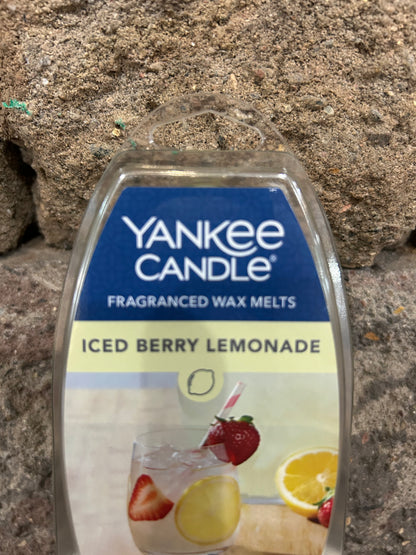 YANKEE
CANDLE®
FRAGRANCED WAX MELTS
ICED BERRY LEMONADE